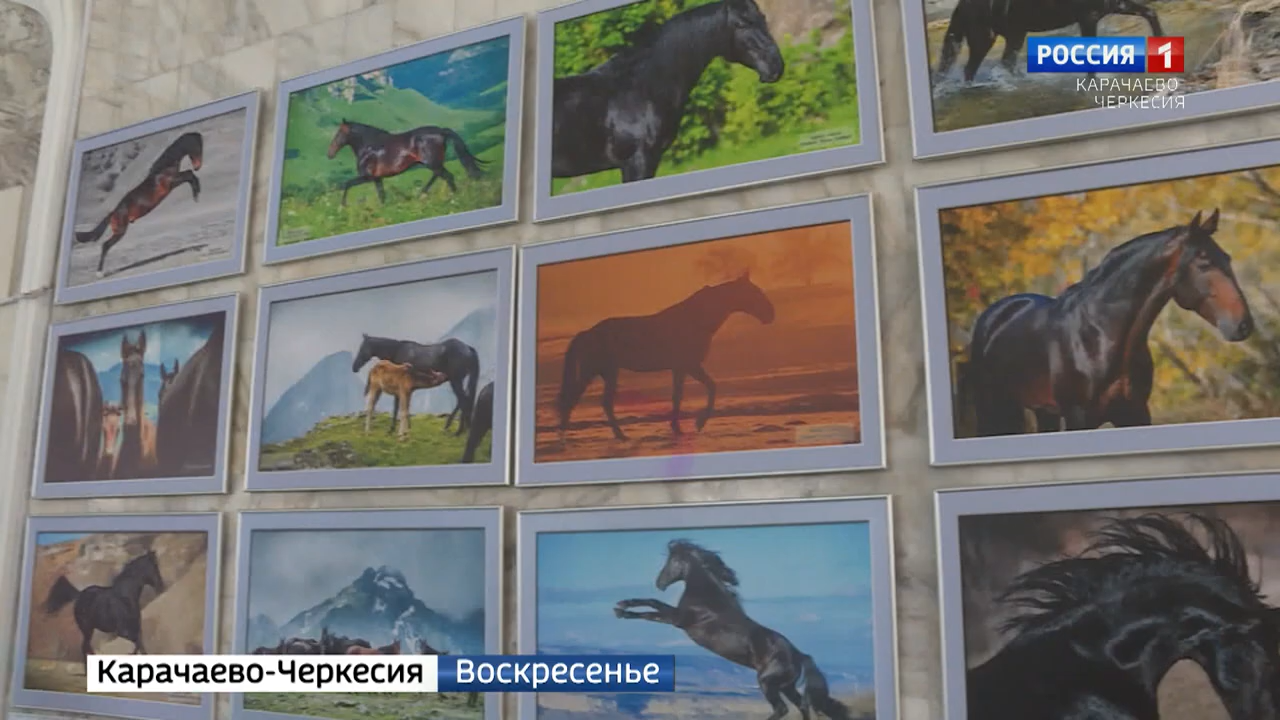 РОССИЯ 1
КАРАЧАЕВО
ЧЕРКЕСИЯ
Карачаево-Черкесия Воскресенье